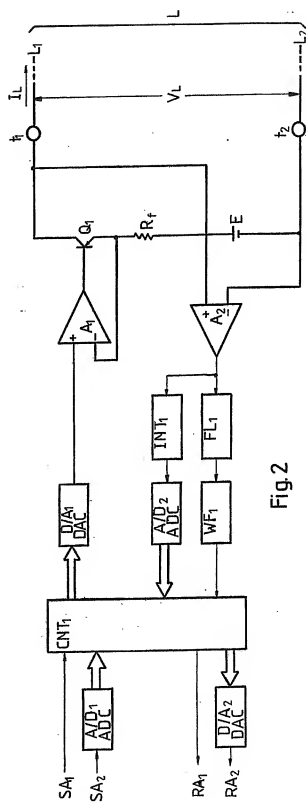 SA₁
SA₂
A/D₁
ADC
RA₁
RA₂
D/A₂
DAC
CNT₁
D/A₁
DAC
A/D₂
ADC
INT₁
WF₁
FL₁
A₁
+
−
A₂
+
−
Q₁
Rf
E
t₁
t₂
IL
VL
L₁
L₂
L
Fig.2